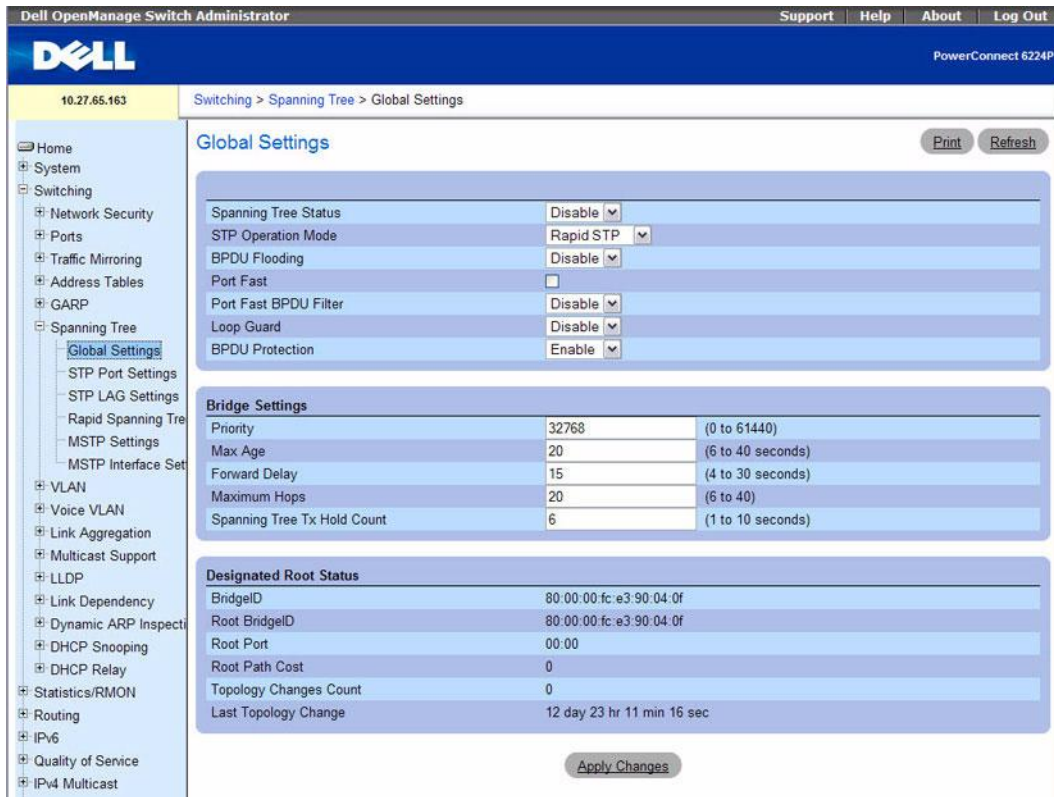 Dell OpenManage Switch Administrator Support Help About Log Out
DELL
PowerConnect 6224P
10.27.65.163
Switching > Spanning Tree > Global Settings
Home
System
Switching
Network Security
Ports
Traffic Mirroring
Address Tables
GARP
Spanning Tree
Global Settings
STP Port Settings
STP LAG Settings
Rapid Spanning Tre
MSTP Settings
MSTP Interface Set
VLAN
Voice VLAN
Link Aggregation
Multicast Support
LLDP
Link Dependency
Dynamic ARP Inspecti
DHCP Snooping
DHCP Relay
Statistics/RMON
Routing
IPv6
Quality of Service
IPv4 Multicast
Global Settings
Print Refresh
Spanning Tree Status Disable
STP Operation Mode Rapid STP
BPDU Flooding Disable
Port Fast
Port Fast BPDU Filter Disable
Loop Guard Disable
BPDU Protection Enable
Bridge Settings
Priority 32768 (0 to 61440)
Max Age 20 (6 to 40 seconds)
Forward Delay 15 (4 to 30 seconds)
Maximum Hops 20 (6 to 40)
Spanning Tree Tx Hold Count 6 (1 to 10 seconds)
Designated Root Status
BridgeID 80:00:00:fc:e3:90:04:0f
Root BridgeID 80:00:00:fc:e3:90:04:0f
Root Port 00:00
Root Path Cost 0
Topology Changes Count 0
Last Topology Change 12 day 23 hr 11 min 16 sec
Apply Changes